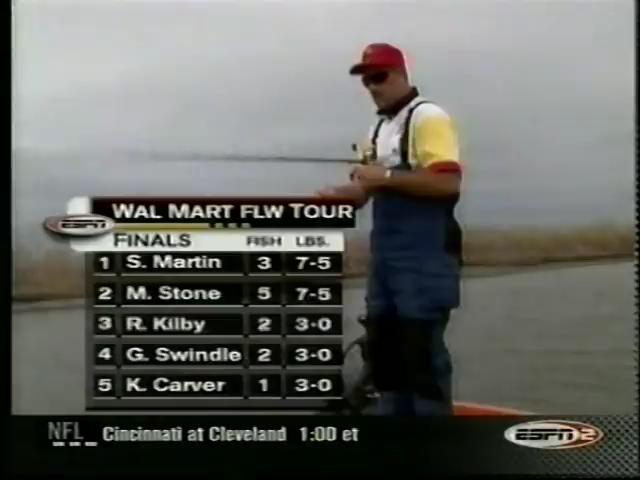 WAL MART FLW TOUR
ESPN
FINALS FISH LBS.
1 S. Martin 3 7-5
2 M. Stone 5 7-5
3 R. Kilby 2 3-0
4 G. Swindle 2 3-0
5 K. Carver 1 3-0
NFL Cincinnati at Cleveland 1:00 et
ESPN2